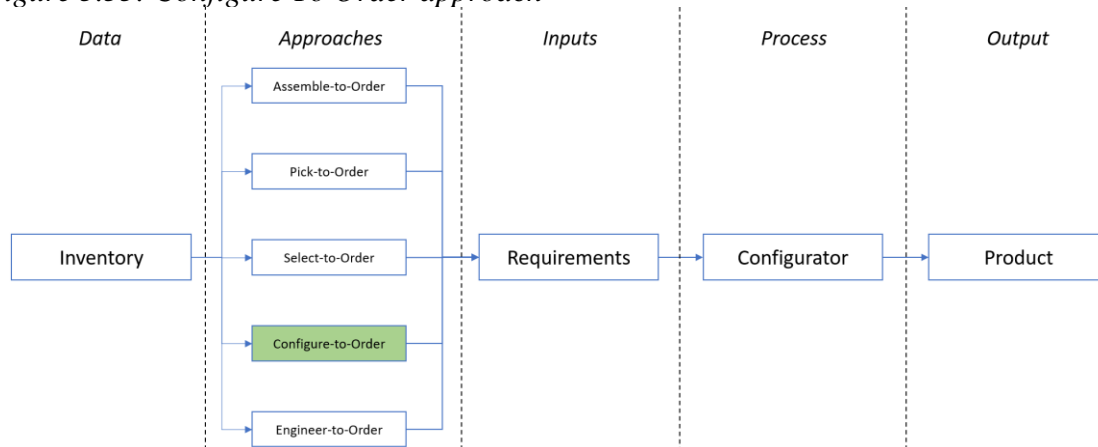 Data
Approaches
Inputs
Process
Output
Assemble-to-Order
Pick-to-Order
Inventory
Select-to-Order
Requirements
Configurator
Product
Configure-to-Order
Engineer-to-Order